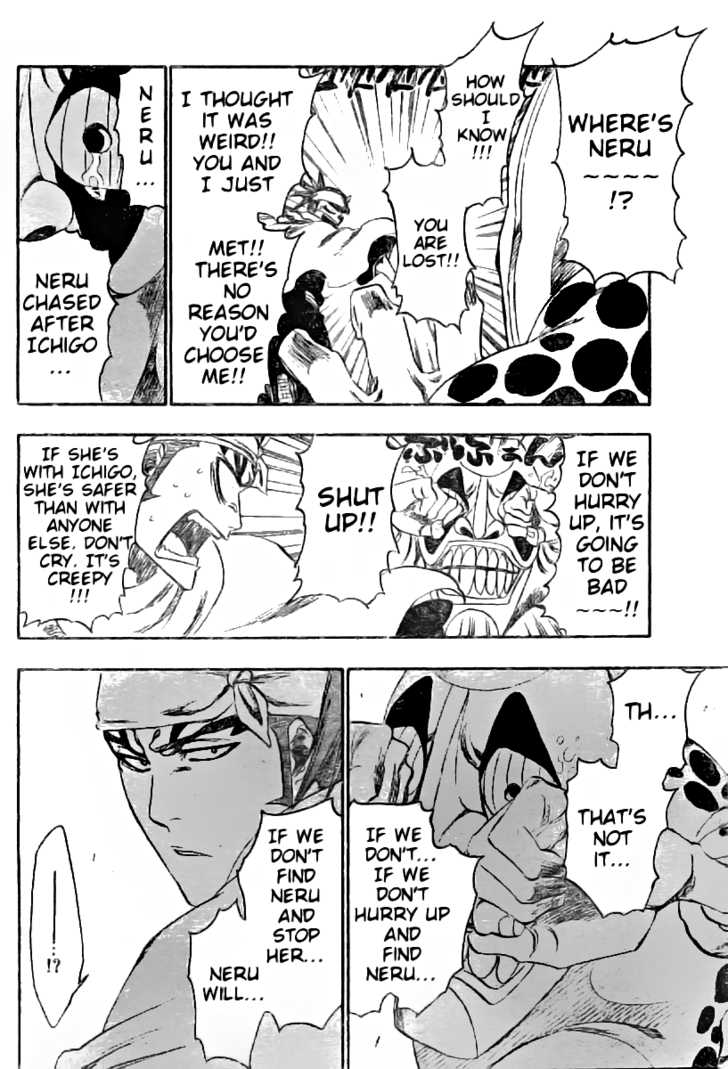 WHERE'S
NERU
~~~~
!?
HOW
SHOULD
I
KNOW
!!!
YOU
ARE
LOST!!
I THOUGHT
IT WAS
WEIRD!!
YOU AND
I JUST
MET!!
THERE'S
NO
REASON
YOU'D
CHOOSE
ME!!
N
E
R
U
...
NERU
CHASED
AFTER
ICHIGO
...
IF WE
DON'T
HURRY
UP, IT'S
GOING
TO BE
BAD
~~~!!
SHUT
UP!!
IF SHE'S
WITH ICHIGO,
SHE'S SAFER
THAN WITH
ANYONE
ELSE. DON'T
CRY. IT'S
CREEPY
!!!
TH...
THAT'S
NOT
IT...
IF WE
DON'T...
IF WE
DON'T
HURRY UP
AND
FIND
NERU...
IF WE
DON'T
FIND
NERU
AND
STOP
HER...
NERU
WILL...
!?